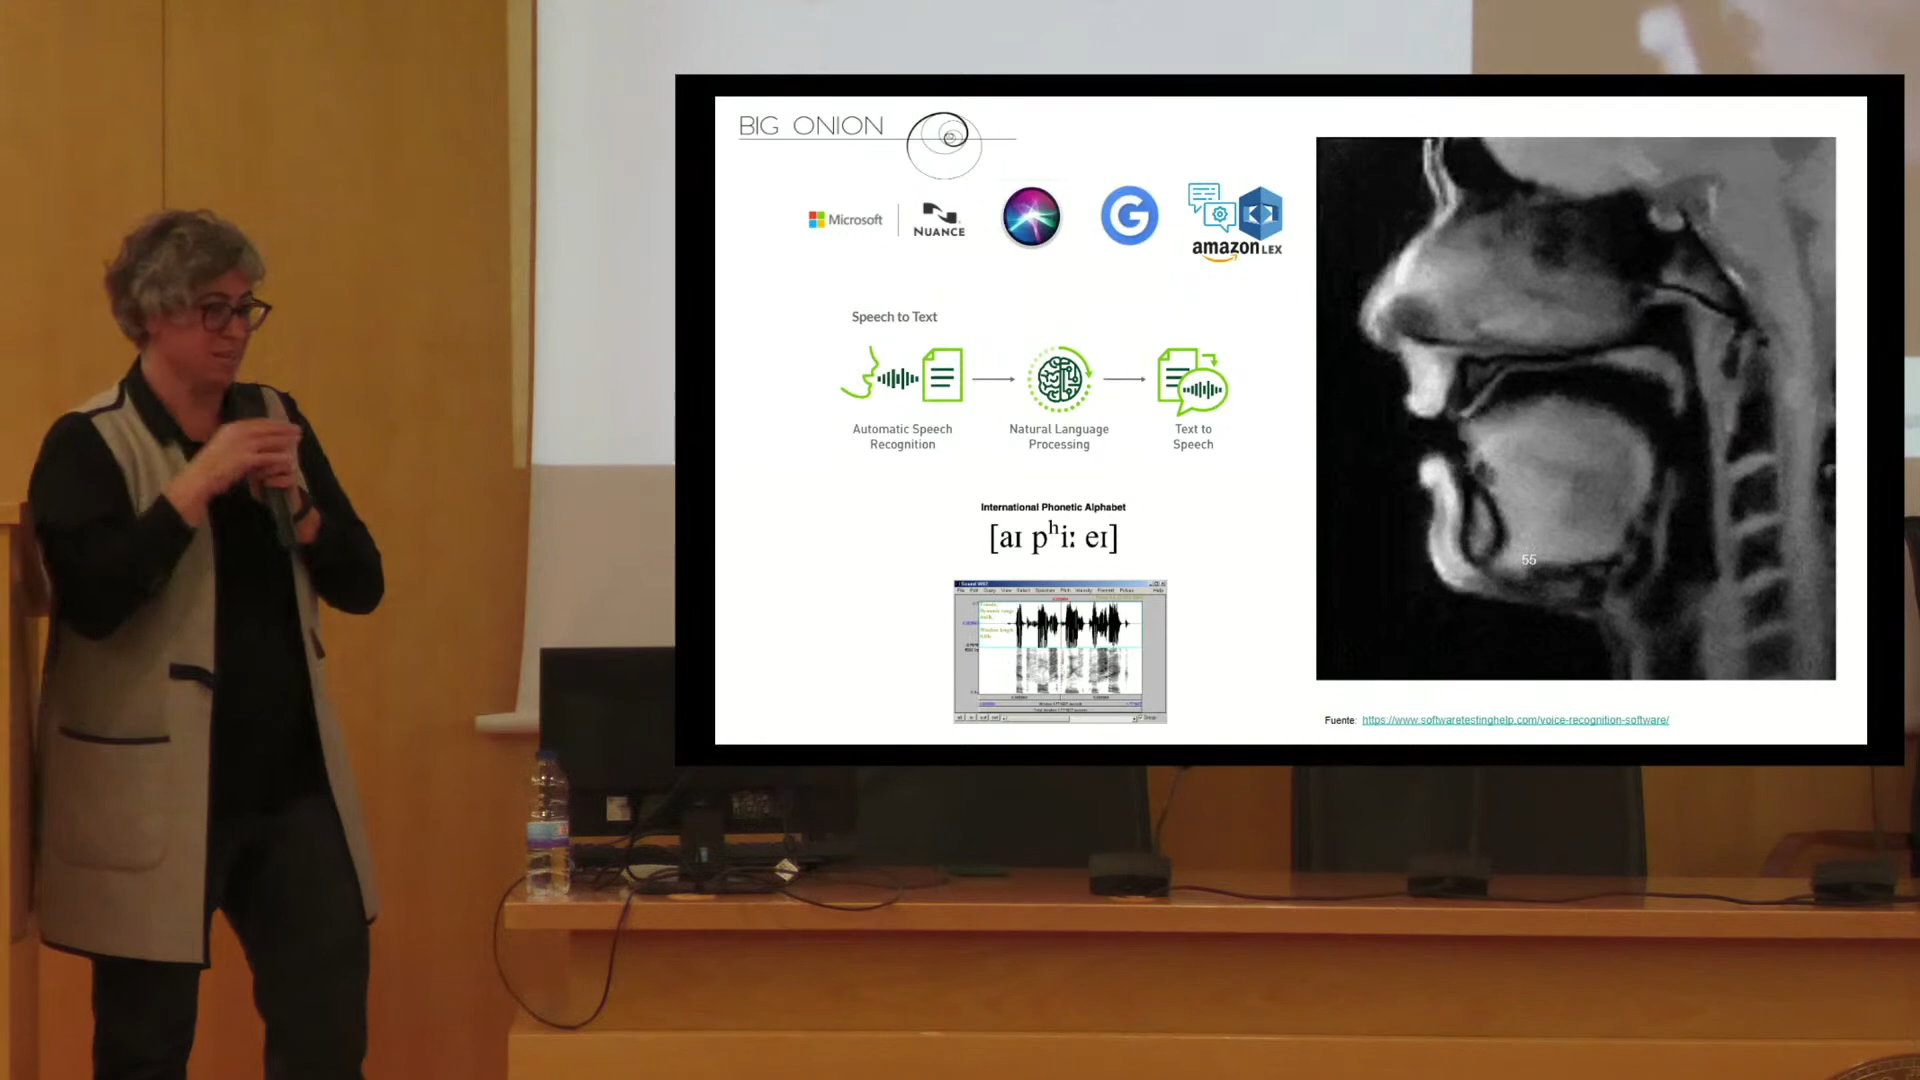 BIG ONION
Microsoft
NUANCE
G
amazon LEX
Speech to Text
Automatic Speech
Recognition
Natural Language
Processing
Text to
Speech
International Phonetic Alphabet
[aɪ pʰiː eɪ]
55
Fuente: https://www.softwaretestinghelp.com/voice-recognition-software/